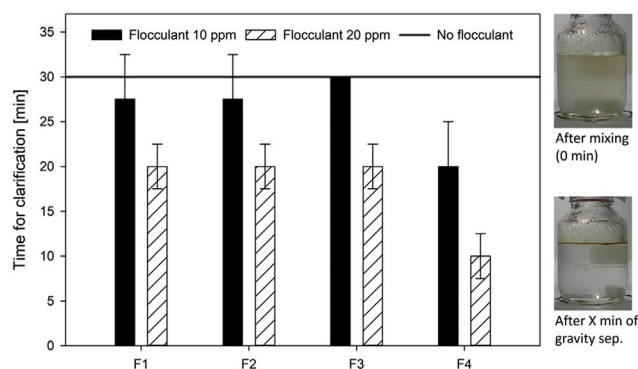 Flocculant 10 ppm Flocculant 20 ppm No flocculant
Time for clarification [min]
35
30
25
20
15
10
5
0
F1 F2 F3 F4
After mixing
(0 min)
After X min of
gravity sep.